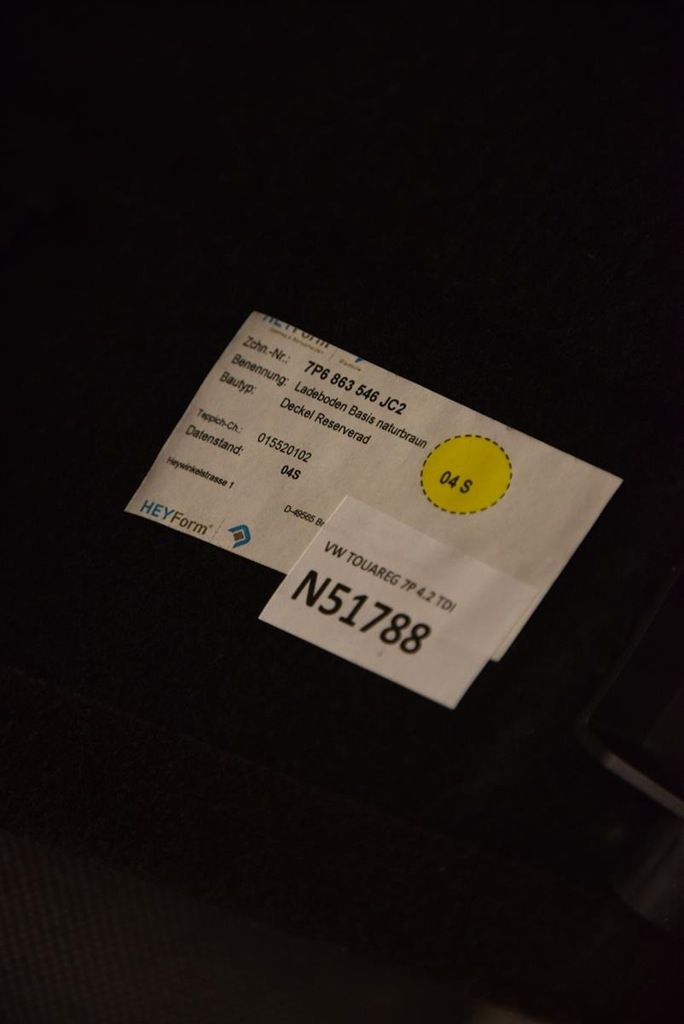 HEYForm
Zchn.-Nr.: 7P6 863 546 JC2
Benennung: Ladeboden Basis naturbraun
Bautyp: Deckel Reserverad
Teppich-Ch.: 015520102
Datenstand: 04S
04 S
Heywinkelstrasse 1
HEYForm
VW TOUAREG 7P 4.2 TDI
N51788